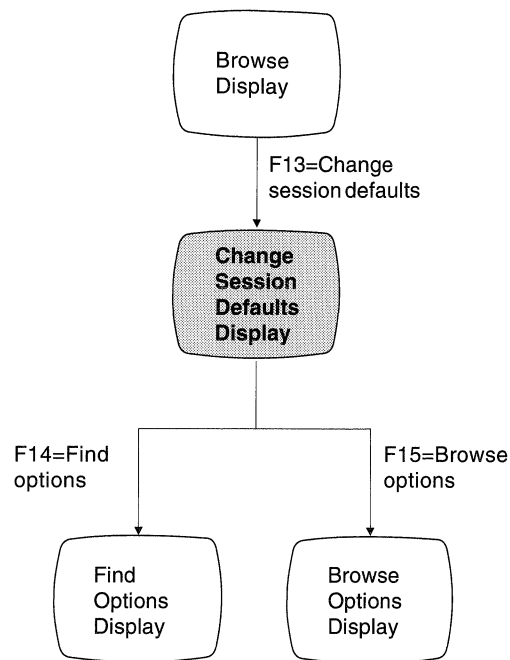 Browse
Display
F13=Change
session defaults
Change
Session
Defaults
Display
F14=Find
options
F15=Browse
options
Find
Options
Display
Browse
Options
Display